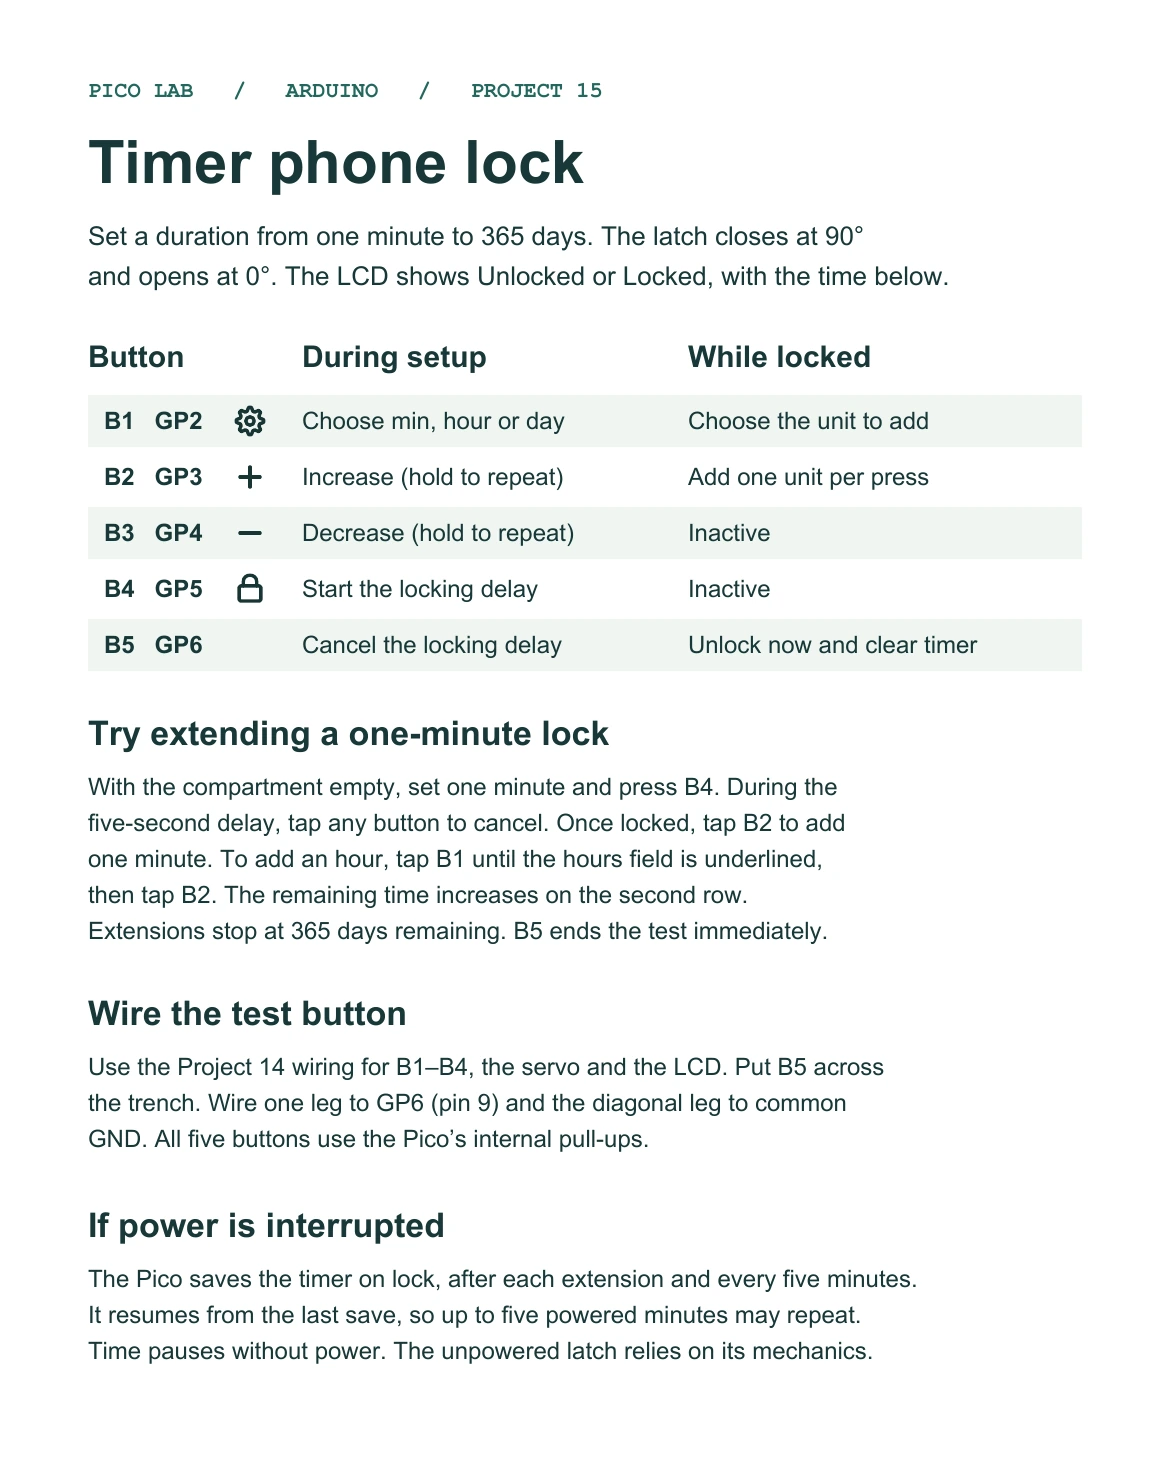 PICO LAB / ARDUINO / PROJECT 15
Timer phone lock
Set a duration from one minute to 365 days. The latch closes at 90°
and opens at 0°. The LCD shows Unlocked or Locked, with the time below.
Button During setup While locked
B1 GP2 Choose min, hour or day Choose the unit to add
B2 GP3 + Increase (hold to repeat) Add one unit per press
B3 GP4 − Decrease (hold to repeat) Inactive
B4 GP5 Start the locking delay Inactive
B5 GP6 Cancel the locking delay Unlock now and clear timer
Try extending a one-minute lock
With the compartment empty, set one minute and press B4. During the
five-second delay, tap any button to cancel. Once locked, tap B2 to add
one minute. To add an hour, tap B1 until the hours field is underlined,
then tap B2. The remaining time increases on the second row.
Extensions stop at 365 days remaining. B5 ends the test immediately.
Wire the test button
Use the Project 14 wiring for B1–B4, the servo and the LCD. Put B5 across
the trench. Wire one leg to GP6 (pin 9) and the diagonal leg to common
GND. All five buttons use the Pico’s internal pull-ups.
If power is interrupted
The Pico saves the timer on lock, after each extension and every five minutes.
It resumes from the last save, so up to five powered minutes may repeat.
Time pauses without power. The unpowered latch relies on its mechanics.